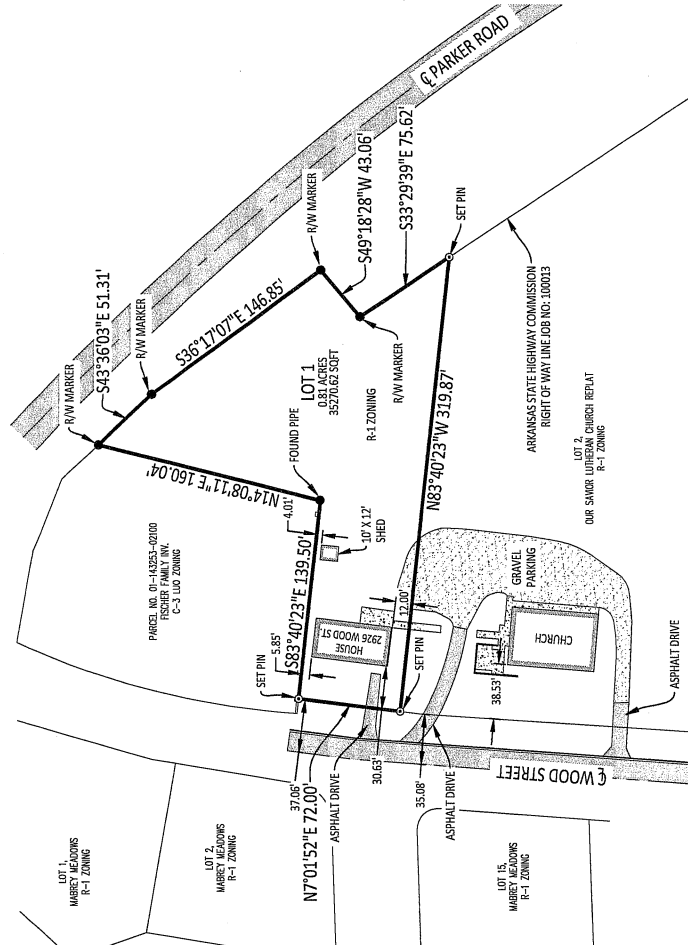 ℄ PARKER ROAD
R/W MARKER
S43°36'03"E 51.31'
R/W MARKER
S36°17'07"E 146.85'
R/W MARKER
S49°18'28"W 43.06'
S33°29'39"E 75.62'
SET PIN
LOT 1
0.81 ACRES
35270.62 SQFT
R-1 ZONING
R/W MARKER
FOUND PIPE
N14°08'11"E 160.04'
4.01'
PARCEL NO. 01-143253-02100
FISCHER FAMILY INV.
C-3 LUO ZONING
S83°40'23"E 139.50'
10' X 12'
SHED
N83°40'23"W 319.87'
ARKANSAS STATE HIGHWAY COMMISSION
RIGHT OF WAY LINE JOB NO: 100013
LOT 2,
OUR SAVIOR LUTHERAN CHURCH REPLAT
R-1 ZONING
SET PIN
5.85'
HOUSE
2926 WOOD ST.
12.00'
GRAVEL
PARKING
CHURCH
SET PIN
38.53'
ASPHALT DRIVE
37.06'
N7°01'52"E 72.00'
ASPHALT DRIVE
30.63'
35.08'
ASPHALT DRIVE
℄ WOOD STREET
LOT 1,
MABREY MEADOWS
R-1 ZONING
LOT 2,
MABREY MEADOWS
R-1 ZONING
LOT 15,
MABREY MEADOWS
R-1 ZONING